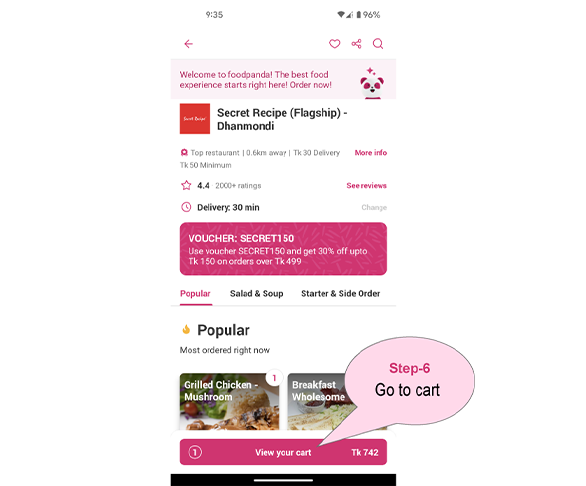 9:35
96%
Welcome to foodpanda! The best food
experience starts right here! Order now!
Secret Recipe
Secret Recipe (Flagship) -
Dhanmondi
Top restaurant | 0.6km away | Tk 30 Delivery
More info
Tk 50 Minimum
4.4 2000+ ratings
See reviews
Delivery: 30 min
Change
VOUCHER: SECRET150
Use voucher SECRET150 and get 30% off upto
Tk 150 on orders over Tk 499
Popular Salad & Soup Starter & Side Order
Popular
Most ordered right now
Grilled Chicken -
Mushroom
1
Breakfast
Wholesome
Step-6
Go to cart
1 View your cart Tk 742